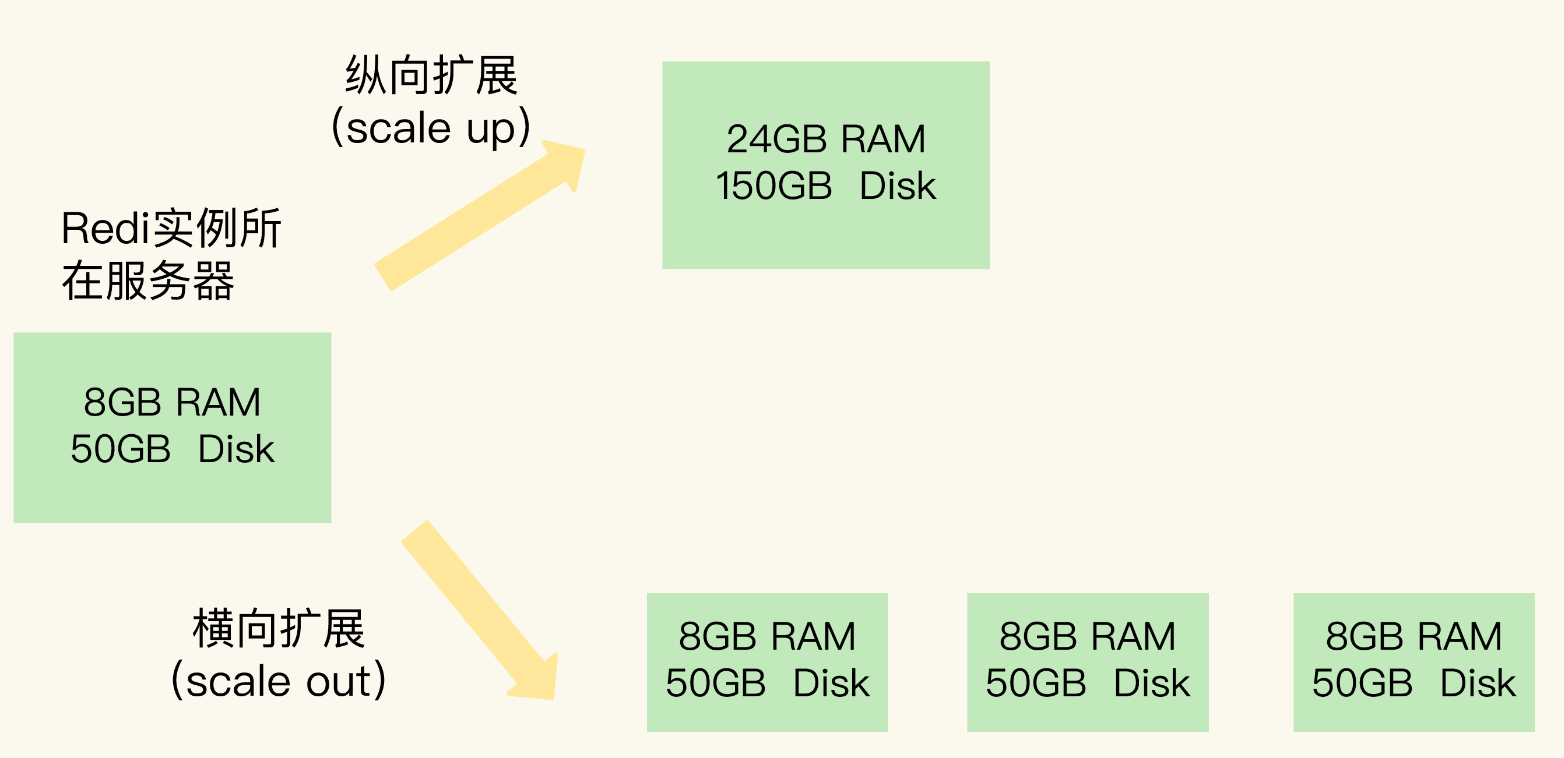 纵向扩展
(scale up)
24GB RAM
150GB Disk
Redi实例所
在服务器
8GB RAM
50GB Disk
横向扩展
(scale out)
8GB RAM
50GB Disk
8GB RAM
50GB Disk
8GB RAM
50GB Disk